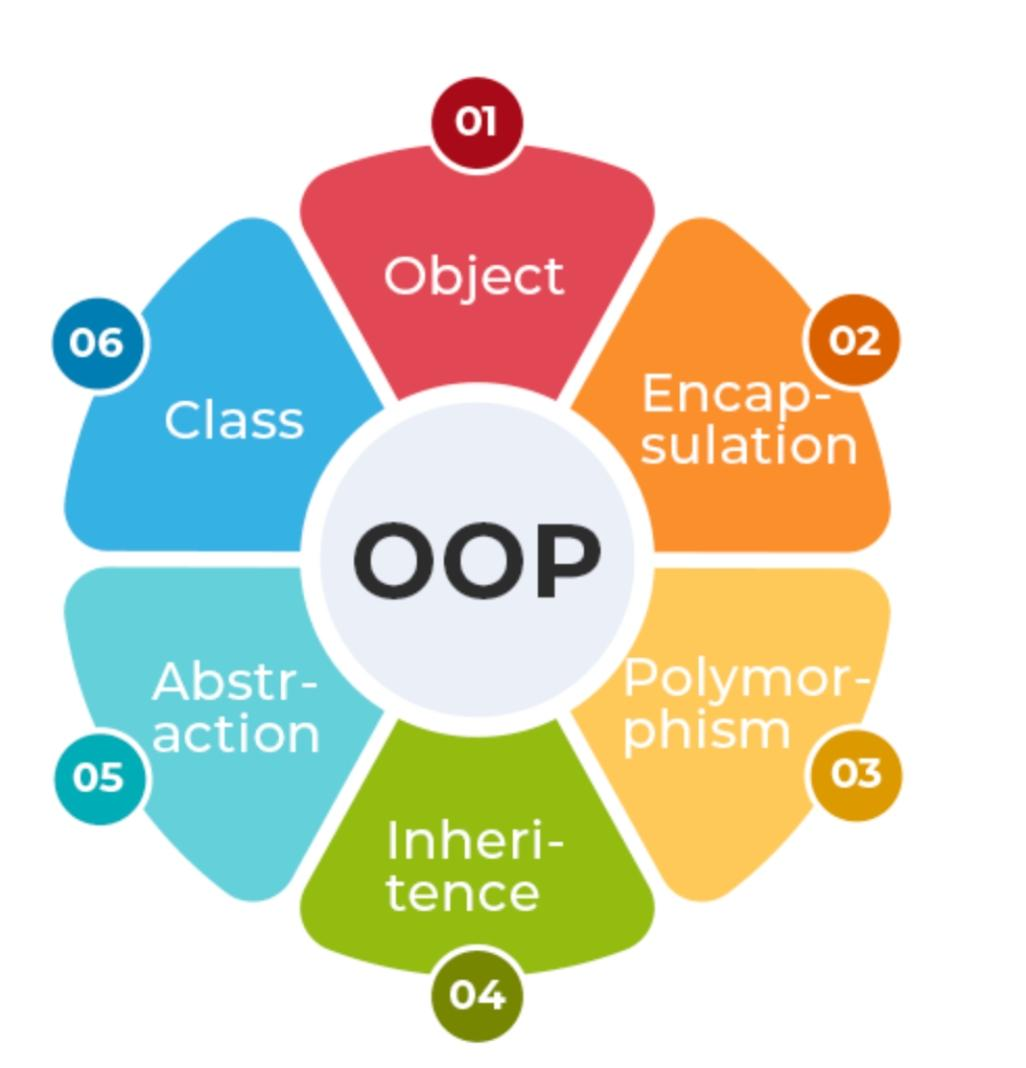 01
Object
02
Encap-
sulation
03
Polymor-
phism
04
Inheri-
tence
05
Abstr-
action
06
Class
OOP